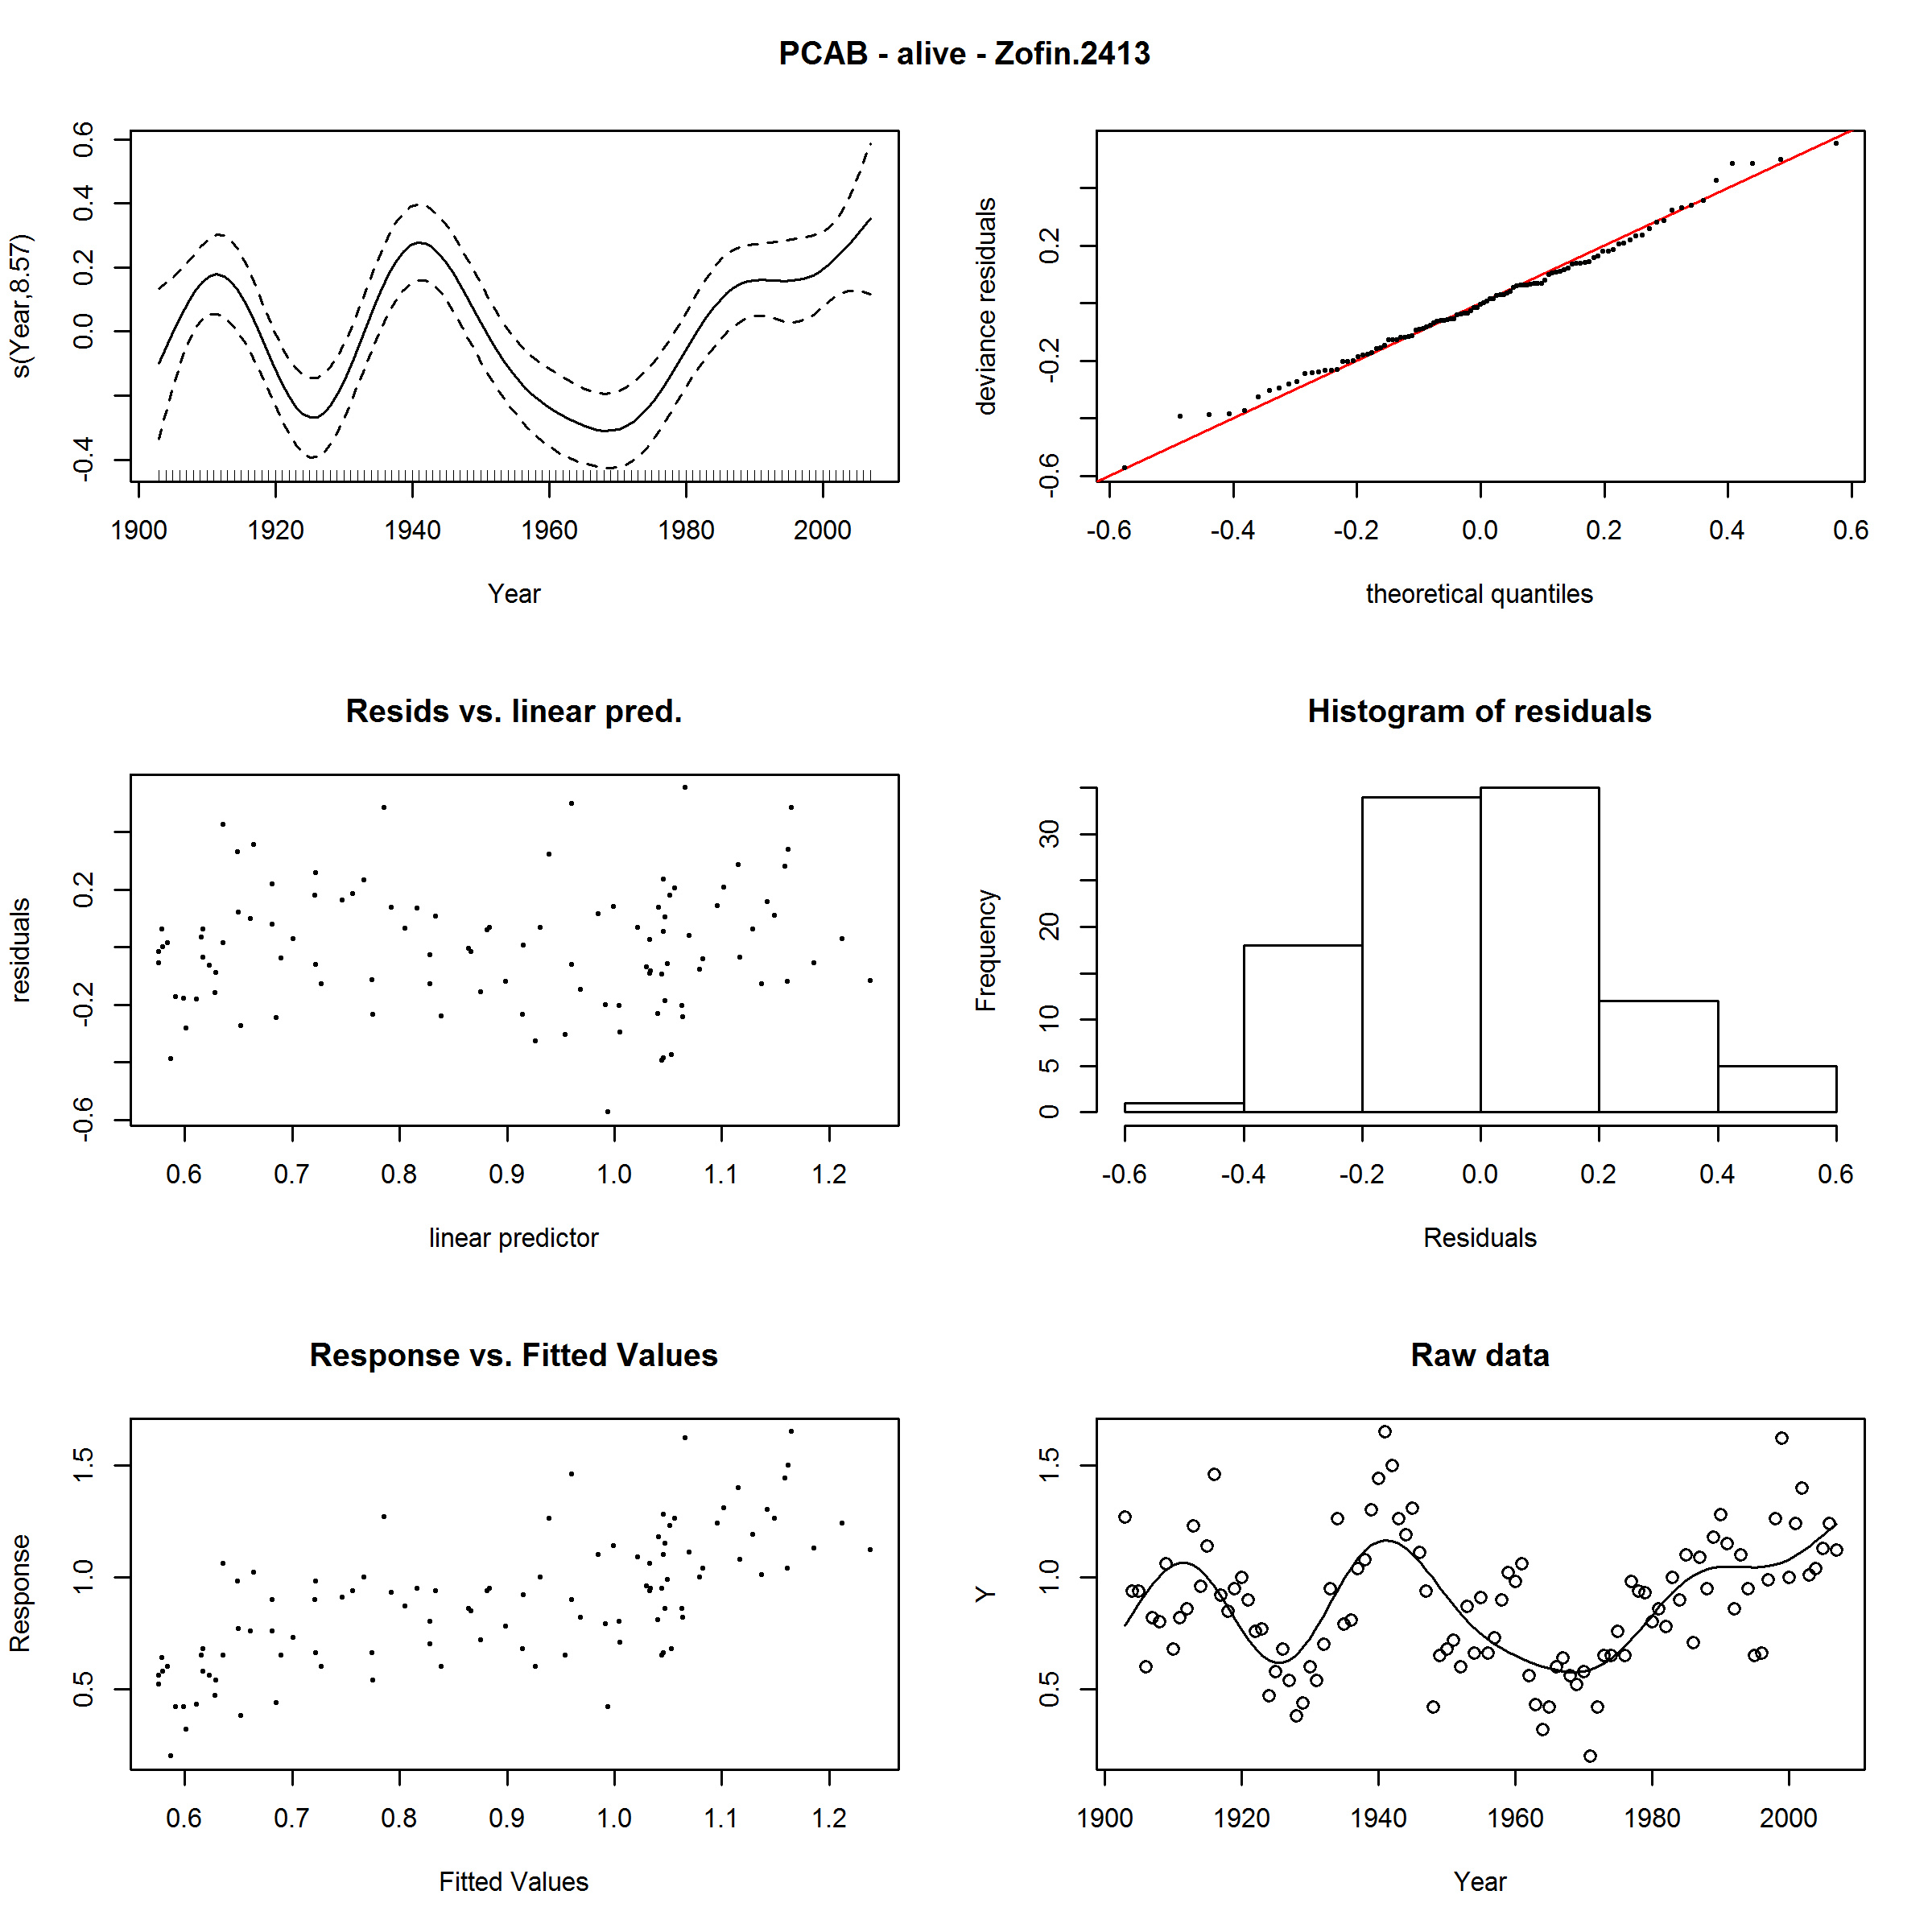 PCAB - alive - Zofin.2413
s(Year,8.57)
-0.4 0.0 0.2 0.4 0.6
1900 1920 1940 1960 1980 2000
Year
deviance residuals
-0.6 -0.2 0.2
-0.6 -0.4 -0.2 0.0 0.2 0.4 0.6
theoretical quantiles
Resids vs. linear pred.
residuals
-0.6 -0.2 0.2
0.6 0.7 0.8 0.9 1.0 1.1 1.2
linear predictor
Histogram of residuals
Frequency
0 5 10 20 30
-0.6 -0.4 -0.2 0.0 0.2 0.4 0.6
Residuals
Response vs. Fitted Values
Response
0.5 1.0 1.5
0.6 0.7 0.8 0.9 1.0 1.1 1.2
Fitted Values
Raw data
Y
0.5 1.0 1.5
1900 1920 1940 1960 1980 2000
Year